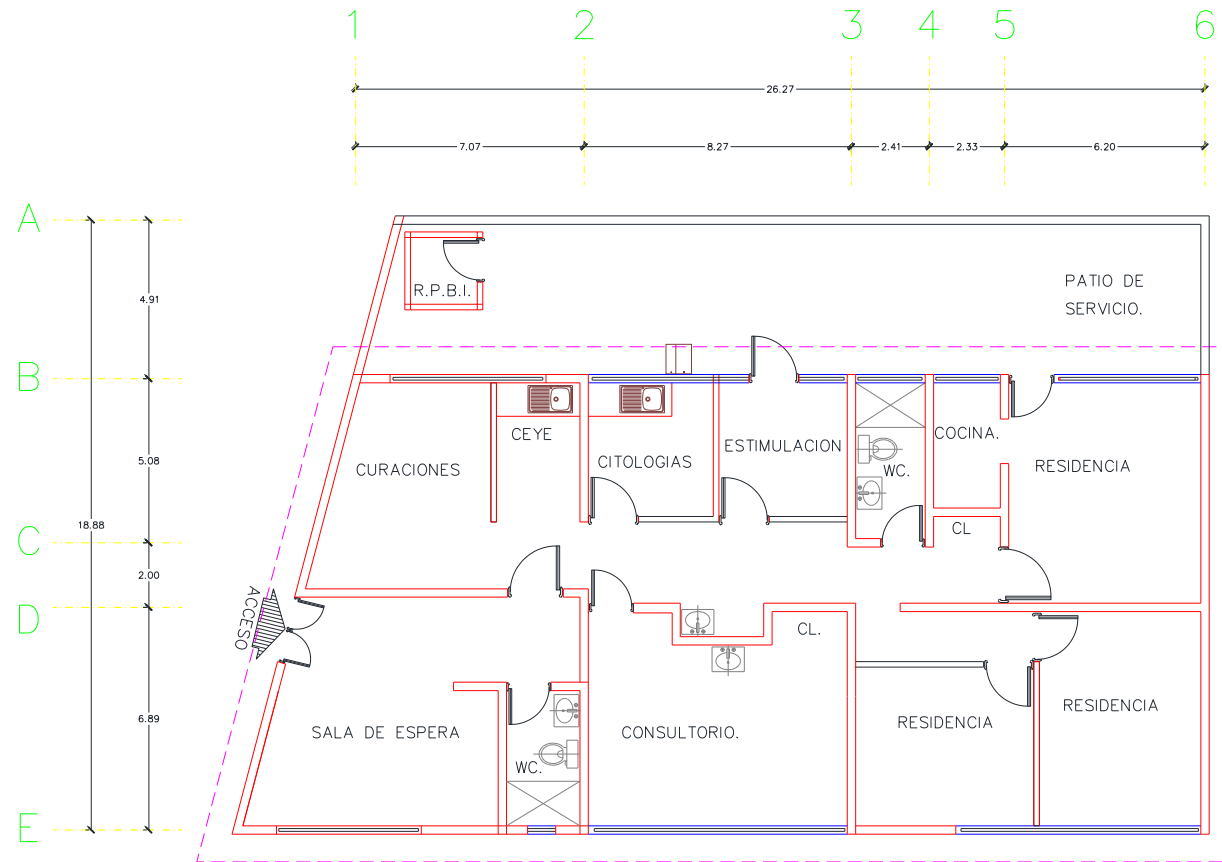 1 2 3 4 5 6
26.27
7.07 8.27 2.41 2.33 6.20
A
B
C
D
E
4.91
5.08
18.88
2.00
6.89
R.P.B.I.
PATIO DE
SERVICIO.
CEYE
CURACIONES
CITOLOGIAS
ESTIMULACION
WC.
COCINA.
RESIDENCIA
CL
ACCESO
CL.
SALA DE ESPERA
WC.
CONSULTORIO.
RESIDENCIA
RESIDENCIA